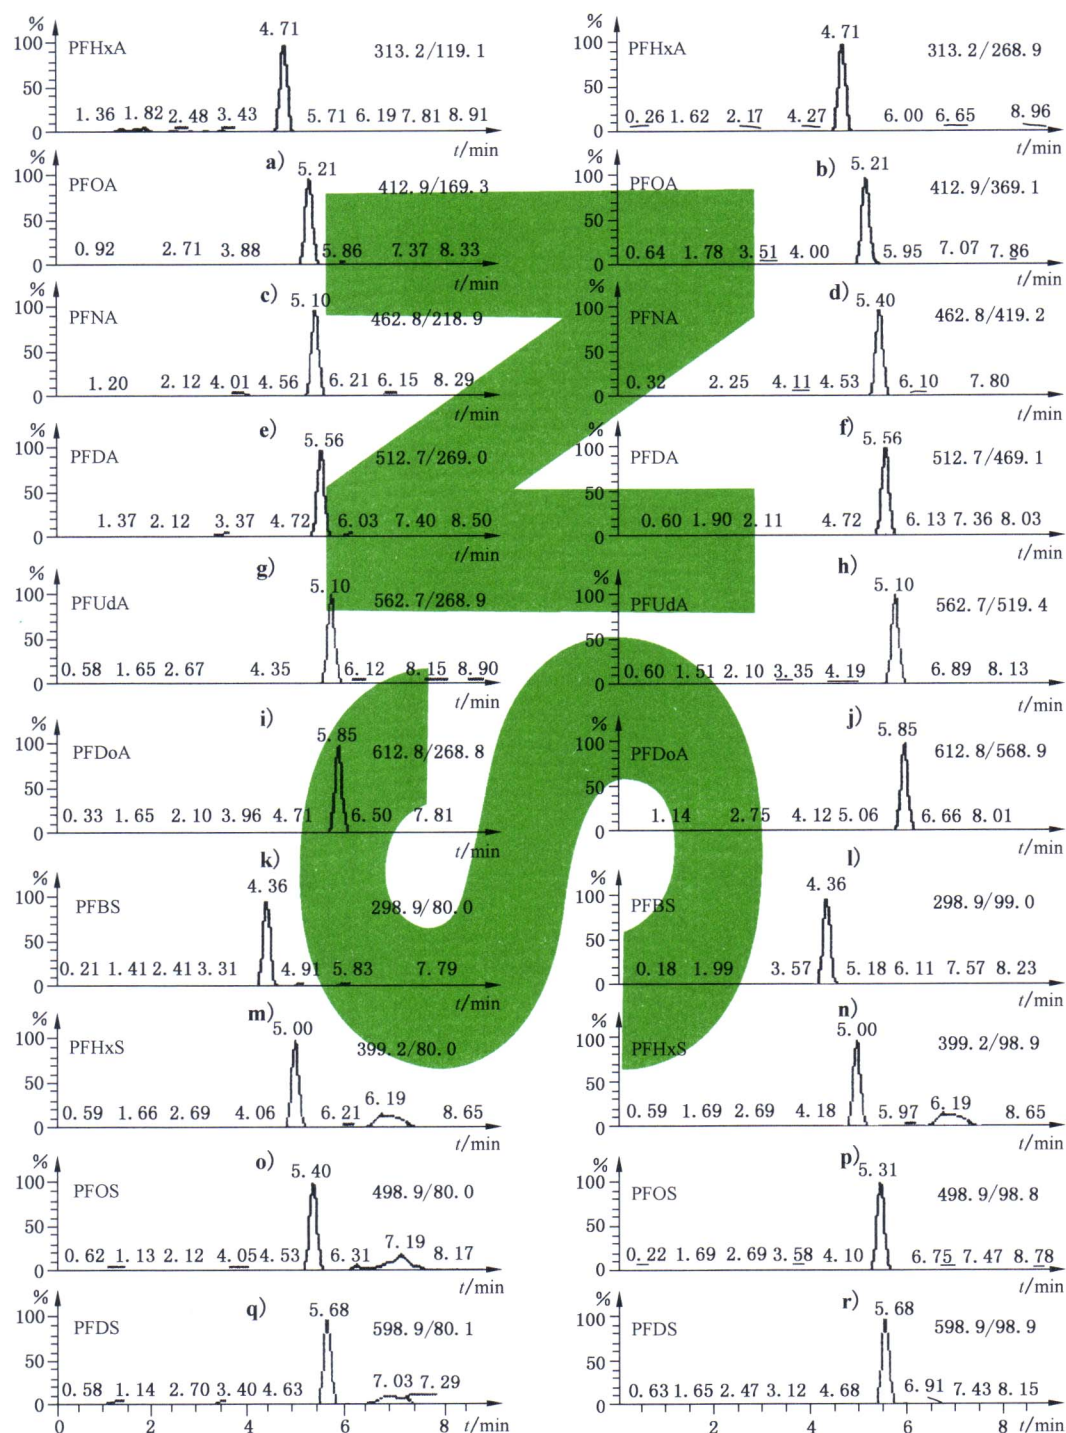 %
4.71
100
PFHxA
313.2/119.1
50
1.36 1.82 2.48 3.43 5.71 6.19 7.81 8.91
0
t/min
a)
%
4.71
100
PFHxA
313.2/268.9
50
0.26 1.62 2.17 4.27 6.00 6.65 8.96
0
t/min
b)
%
5.21
100
PFOA
412.9/169.3
50
0.92 2.71 3.88 5.86 7.37 8.33
0
t/min
c)
%
5.21
100
PFOA
412.9/369.1
50
0.64 1.78 3.51 4.00 5.95 7.07 7.86
0
t/min
d)
%
5.10
100
PFNA
462.8/218.9
50
1.20 2.12 4.01 4.56 6.21 6.15 8.29
0
t/min
e)
%
5.40
100
PFNA
462.8/419.2
50
0.32 2.25 4.11 4.53 6.10 7.80
0
t/min
f)
%
5.56
100
PFDA
512.7/269.0
50
1.37 2.12 3.37 4.72 6.03 7.40 8.50
0
t/min
g)
%
5.56
100
PFDA
512.7/469.1
50
0.60 1.90 2.11 4.72 6.13 7.36 8.03
0
t/min
h)
%
5.10
100
PFUdA
562.7/268.9
50
0.58 1.65 2.67 4.35 6.12 8.15 8.90
0
t/min
i)
%
5.10
100
PFUdA
562.7/519.4
50
0.60 1.51 2.10 3.35 4.19 6.89 8.13
0
t/min
j)
%
5.85
100
PFDoA
612.8/268.8
50
0.33 1.65 2.10 3.96 4.71 6.50 7.81
0
t/min
k)
%
5.85
100
PFDoA
612.8/568.9
50
1.14 2.75 4.12 5.06 6.66 8.01
0
t/min
l)
%
4.36
100
PFBS
298.9/80.0
50
0.21 1.41 2.41 3.31 4.91 5.83 7.79
0
t/min
m)
%
4.36
100
PFBS
298.9/99.0
50
0.18 1.99 3.57 5.18 6.11 7.57 8.23
0
t/min
n)
%
5.00
100
PFHxS
399.2/80.0
50
6.19
0.59 1.66 2.69 4.06 6.21 8.65
0
t/min
o)
%
5.00
100
PFHxS
399.2/98.9
50
6.19
0.59 1.69 2.69 4.18 5.97 8.65
0
t/min
p)
%
5.40
100
PFOS
498.9/80.0
50
7.19
0.62 1.13 2.12 4.05 4.53 6.31 8.17
0
t/min
q)
%
5.31
100
PFOS
498.9/98.8
50
0.22 1.69 2.69 3.58 4.10 6.75 7.47 8.78
0
t/min
r)
%
5.68
100
PFDS
598.9/80.1
50
7.03 7.29
0.58 1.14 2.70 3.40 4.63
0
0 2 4 6 8 t/min
%
5.68
100
PFDS
598.9/98.9
50
6.91
0.63 1.65 2.47 3.12 4.68 7.43 8.15
0
2 4 6 8 t/min
SN